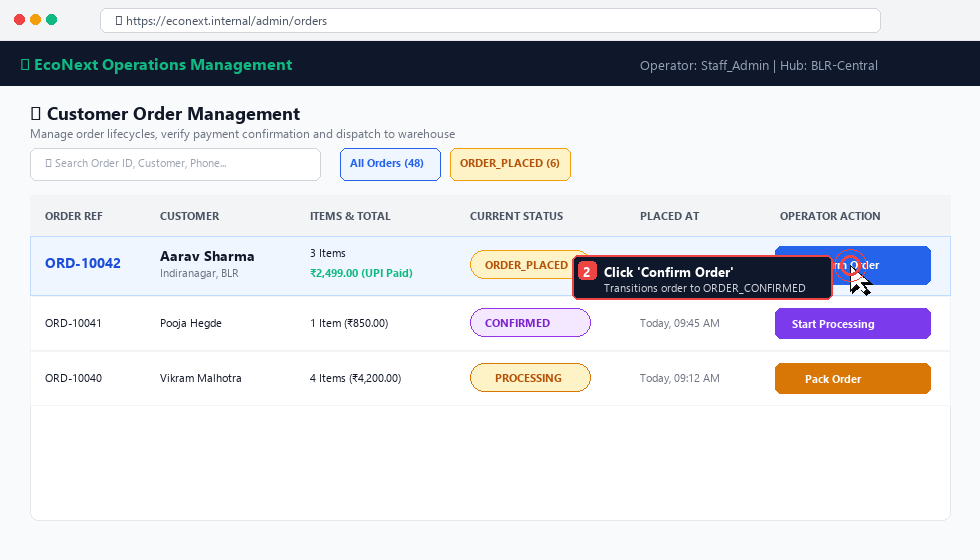 https://econext.internal/admin/orders
EcoNext Operations Management
Operator: Staff_Admin | Hub: BLR-Central
Customer Order Management
Manage order lifecycles, verify payment confirmation and dispatch to warehouse
Search Order ID, Customer, Phone...
All Orders (48)
ORDER_PLACED (6)
ORDER REF CUSTOMER ITEMS & TOTAL CURRENT STATUS PLACED AT OPERATOR ACTION
ORD-10042
Aarav Sharma
Indiranagar, BLR
3 Items
₹2,499.00 (UPI Paid)
ORDER_PLACED
2 Click 'Confirm Order'
Transitions order to ORDER_CONFIRMED
ORD-10041 Pooja Hegde 1 Item (₹850.00) CONFIRMED Today, 09:45 AM Start Processing
ORD-10040 Vikram Malhotra 4 Items (₹4,200.00) PROCESSING Today, 09:12 AM Pack Order